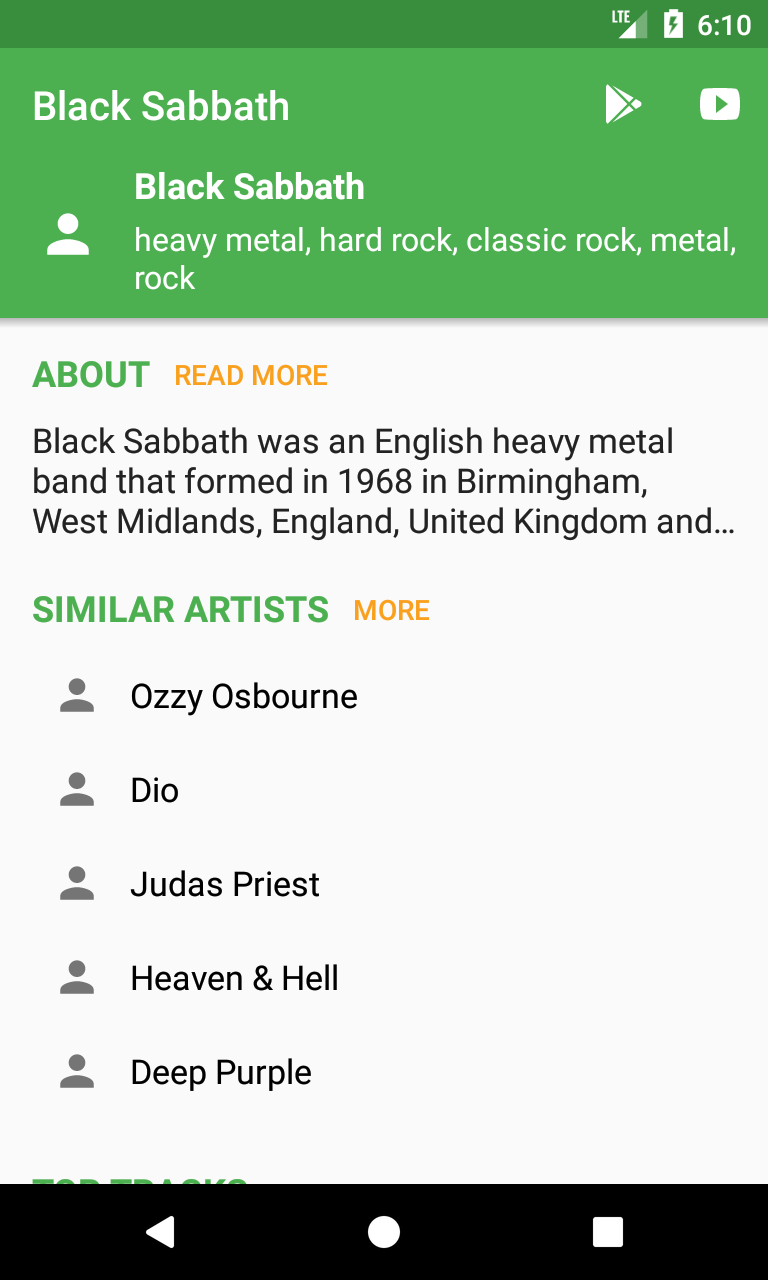 LTE 6:10
Black Sabbath
Black Sabbath
heavy metal, hard rock, classic rock, metal,
rock
ABOUT READ MORE
Black Sabbath was an English heavy metal
band that formed in 1968 in Birmingham,
West Midlands, England, United Kingdom and...
SIMILAR ARTISTS MORE
Ozzy Osbourne
Dio
Judas Priest
Heaven & Hell
Deep Purple
TOP TRACKS